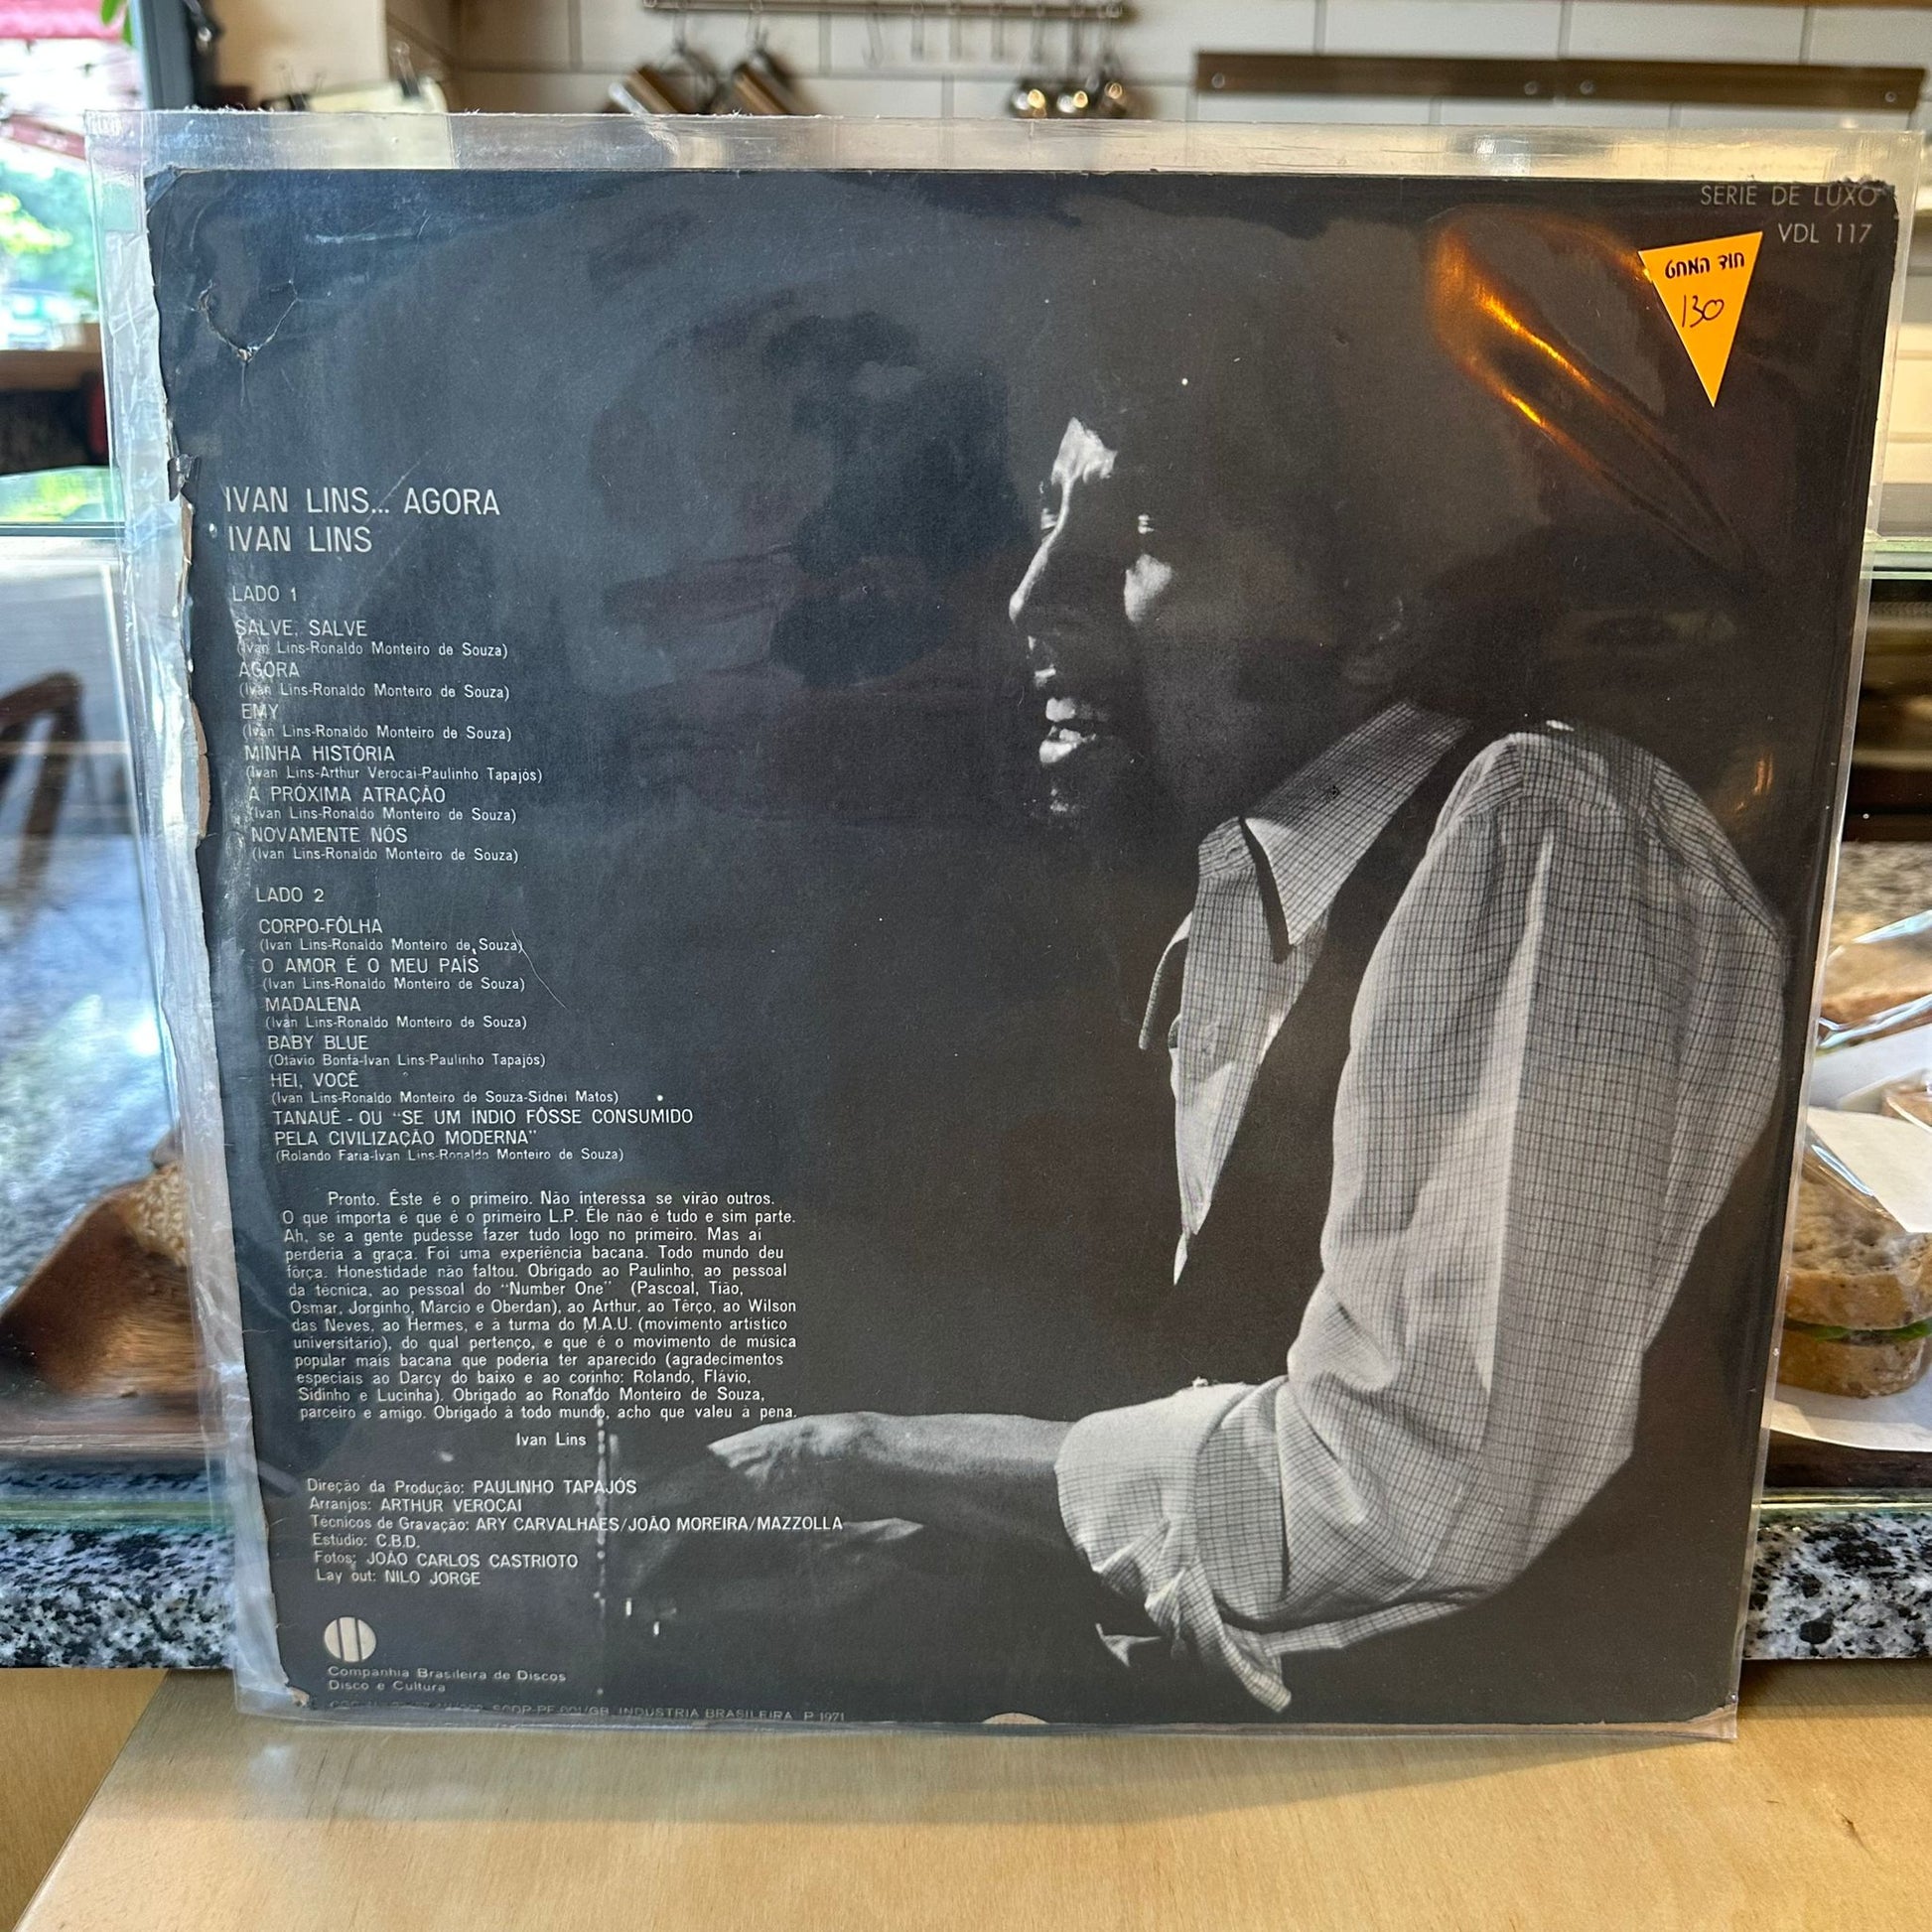 SERIE DE LUXO
VDL 117
חוד המחט
130
IVAN LINS... AGORA
IVAN LINS
LADO 1
SALVE, SALVE
(Ivan Lins-Ronaldo Monteiro de Souza)
AGORA
(Ivan Lins-Ronaldo Monteiro de Souza)
EMY
(Ivan Lins-Ronaldo Monteiro de Souza)
MINHA HISTÓRIA
(Ivan Lins-Arthur Verocai-Paulinho Tapajós)
A PRÓXIMA ATRAÇÃO
(Ivan Lins-Ronaldo Monteiro de Souza)
NOVAMENTE NÓS
(Ivan Lins-Ronaldo Monteiro de Souza)
LADO 2
CORPO-FÔLHA
(Ivan Lins-Ronaldo Monteiro de Souza)
O AMOR É O MEU PAÍS
(Ivan Lins-Ronaldo Monteiro de Souza)
MADALENA
(Ivan Lins-Ronaldo Monteiro de Souza)
BABY BLUE
(Otávio Bonfá-Ivan Lins-Paulinho Tapajós)
HEI, VOCÊ
(Ivan Lins-Ronaldo Monteiro de Souza-Sidnei Matos)
TANAUÊ - OU "SE UM ÍNDIO FÔSSE CONSUMIDO
PELA CIVILIZAÇÃO MODERNA"
(Rolando Faria-Ivan Lins-Ronaldo Monteiro de Souza)
Pronto. Êste é o primeiro. Não interessa se virão outros.
O que importa é que é o primeiro L.P. Êle não é tudo e sim parte.
Ah, se a gente pudesse fazer tudo logo no primeiro. Mas aí
perderia a graça. Foi uma experiência bacana. Todo mundo deu
fôrça. Honestidade não faltou. Obrigado ao Paulinho, ao pessoal
da técnica, ao pessoal do "Number One" (Pascoal, Tião,
Osmar, Jorginho, Márcio e Oberdan), ao Arthur, ao Têrço, ao Wilson
das Neves, ao Hermes, e à turma do M.A.U. (movimento artístico
universitário), do qual pertenço, e que é o movimento de música
popular mais bacana que poderia ter aparecido (agradecimentos
especiais ao Darcy do baixo e ao corinho: Rolando, Flávio,
Sidinho e Lucinha). Obrigado ao Ronaldo Monteiro de Souza,
parceiro e amigo. Obrigado à todo mundo, acho que valeu à pena.
Ivan Lins
Direção da Produção: PAULINHO TAPAJÓS
Arranjos: ARTHUR VEROCAI
Técnicos de Gravação: ARY CARVALHAES/JOÃO MOREIRA/MAZZOLLA
Estúdio: C.B.D.
Fotos: JOÃO CARLOS CASTRIOTO
Lay out: NILO JORGE
Companhia Brasileira de Discos
Disco e Cultura
INDUSTRIA BRASILEIRA P 1971